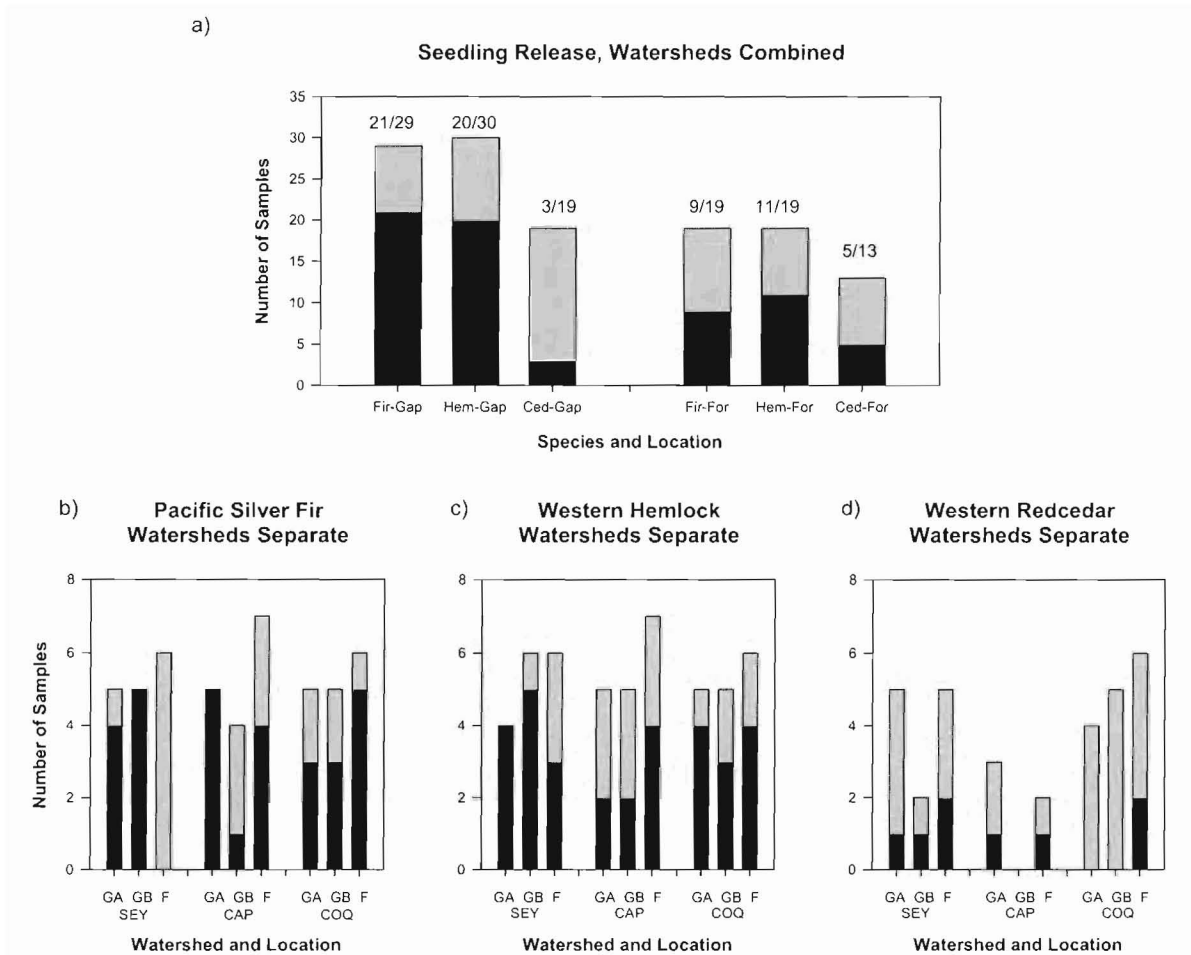 a)
Seedling Release, Watersheds Combined
35
30
25
20
15
10
5
0
Number of Samples
21/29 20/30 3/19 9/19 11/19 5/13
Fir-Gap Hem-Gap Ced-Gap Fir-For Hem-For Ced-For
Species and Location
b)
Pacific Silver Fir
Watersheds Separate
8
6
4
2
0
Number of Samples
GA GB F GA GB F GA GB F
SEY CAP COQ
Watershed and Location
c)
Western Hemlock
Watersheds Separate
8
6
4
2
0
GA GB F GA GB F GA GB F
SEY CAP COQ
Watershed and Location
d)
Western Redcedar
Watersheds Separate
8
6
4
2
0
GA GB F GA GB F GA GB F
SEY CAP COQ
Watershed and Location